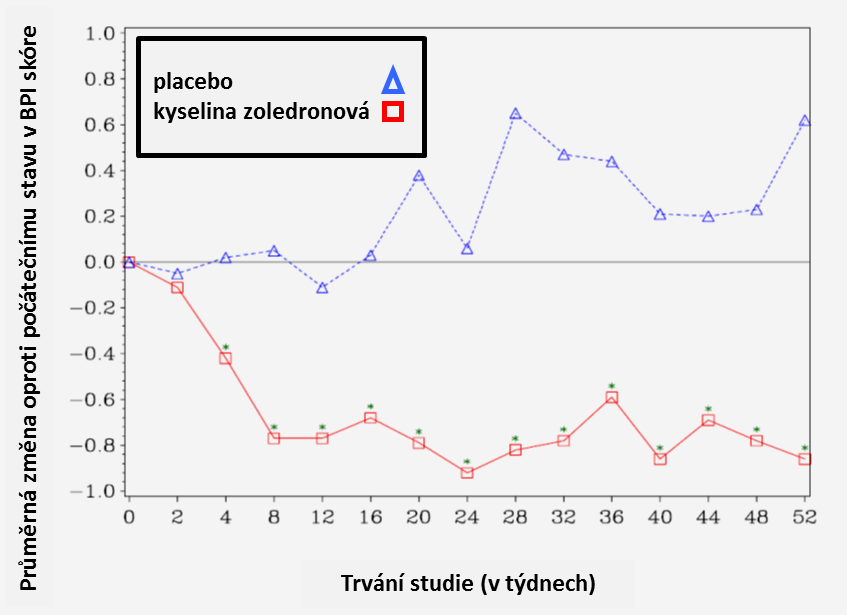 Průměrná změna oproti počátečnímu stavu v BPI skóre
1.0
0.8
0.6
0.4
0.2
0.0
−0.2
−0.4
−0.6
−0.8
−1.0
placebo
kyselina zoledronová
* * * * * * * * * * * * *
0 2 4 8 12 16 20 24 28 32 36 40 44 48 52
Trvání studie (v týdnech)